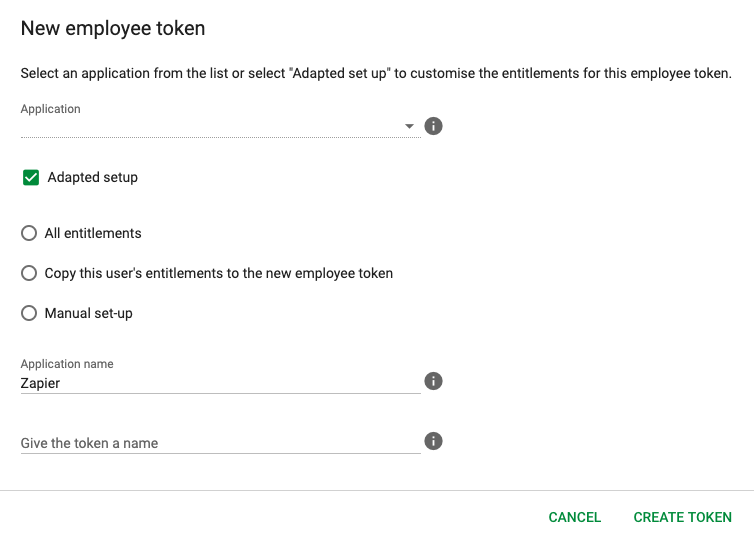 New employee token
Select an application from the list or select "Adapted set up" to customise the entitlements for this employee token.
Application
Adapted setup
All entitlements
Copy this user's entitlements to the new employee token
Manual set-up
Application name
Zapier
Give the token a name
CANCEL CREATE TOKEN